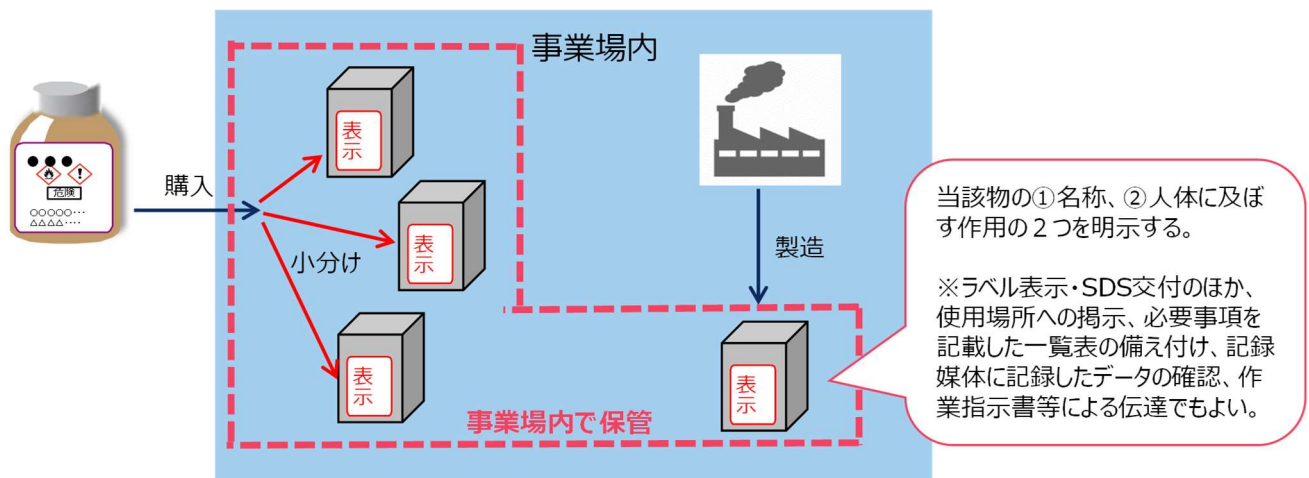 事業場内
危険
○○○○○…
△△△△‥‥
購入
小分け
表
示
表
示
表
示
製造
表
示
事業場内で保管
当該物の①名称、②人体に及ぼ
す作用の２つを明示する。
※ラベル表示・SDS交付のほか、
使用場所への掲示、必要事項を
記載した一覧表の備え付け、記録
媒体に記録したデータの確認、作
業指示書等による伝達でもよい。